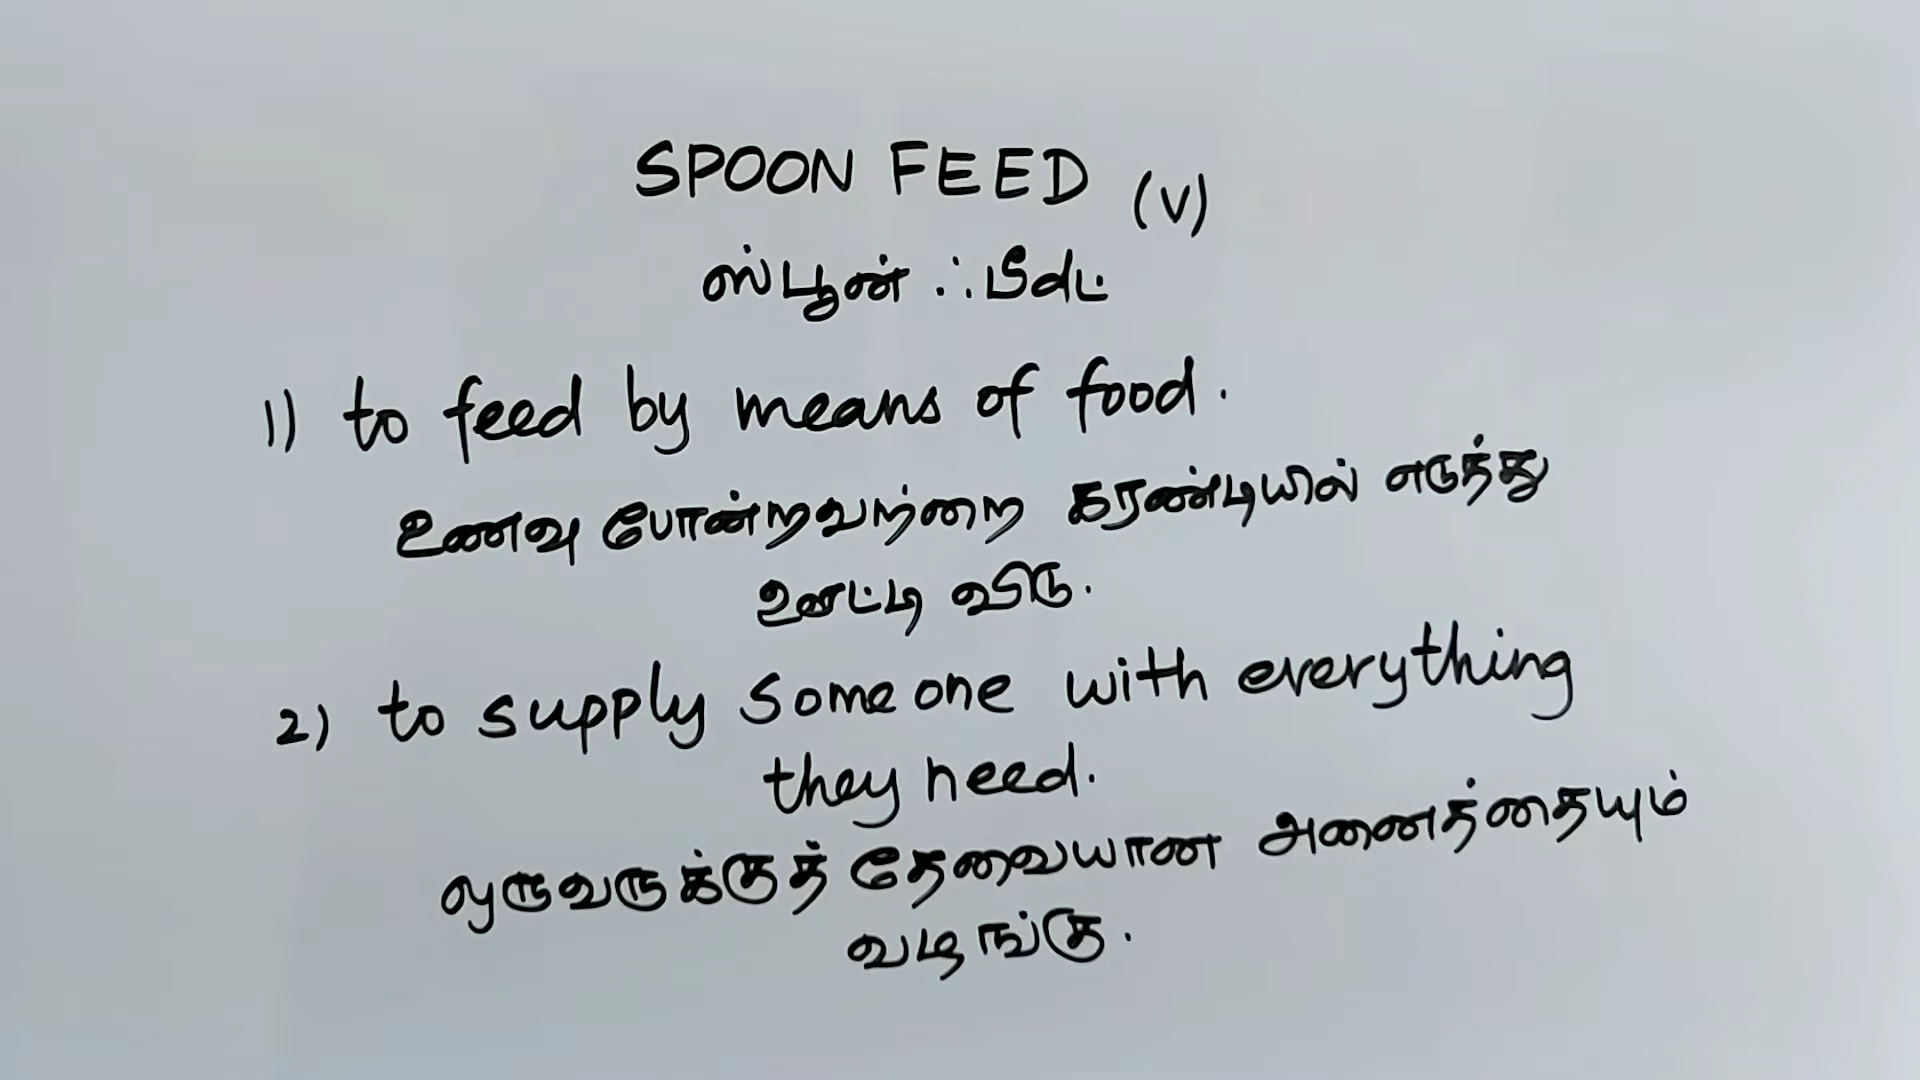 SPOON FEED (V)
ஸ்பூன் ஃபீட்
1) to feed by means of food.
உணவு போன்றவற்றை கரண்டியில் எடுத்து
ஊட்டி விடு.
2) to supply someone with everything
they need.
ஒருவருக்குத் தேவையான அனைத்தையும்
வழங்கு.